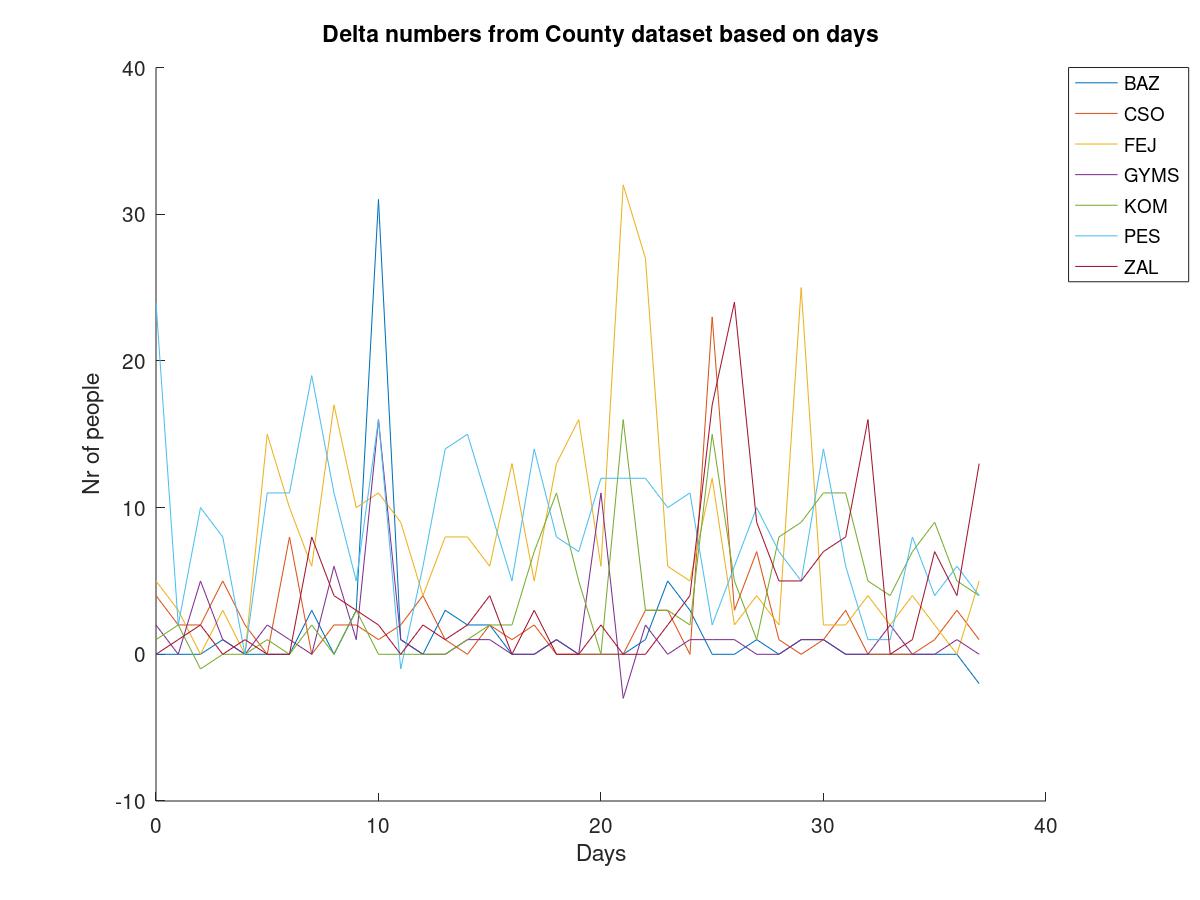 Delta numbers from County dataset based on days
40
30
20
10
0
-10
Nr of people
0 10 20 30 40
Days
BAZ
CSO
FEJ
GYMS
KOM
PES
ZAL